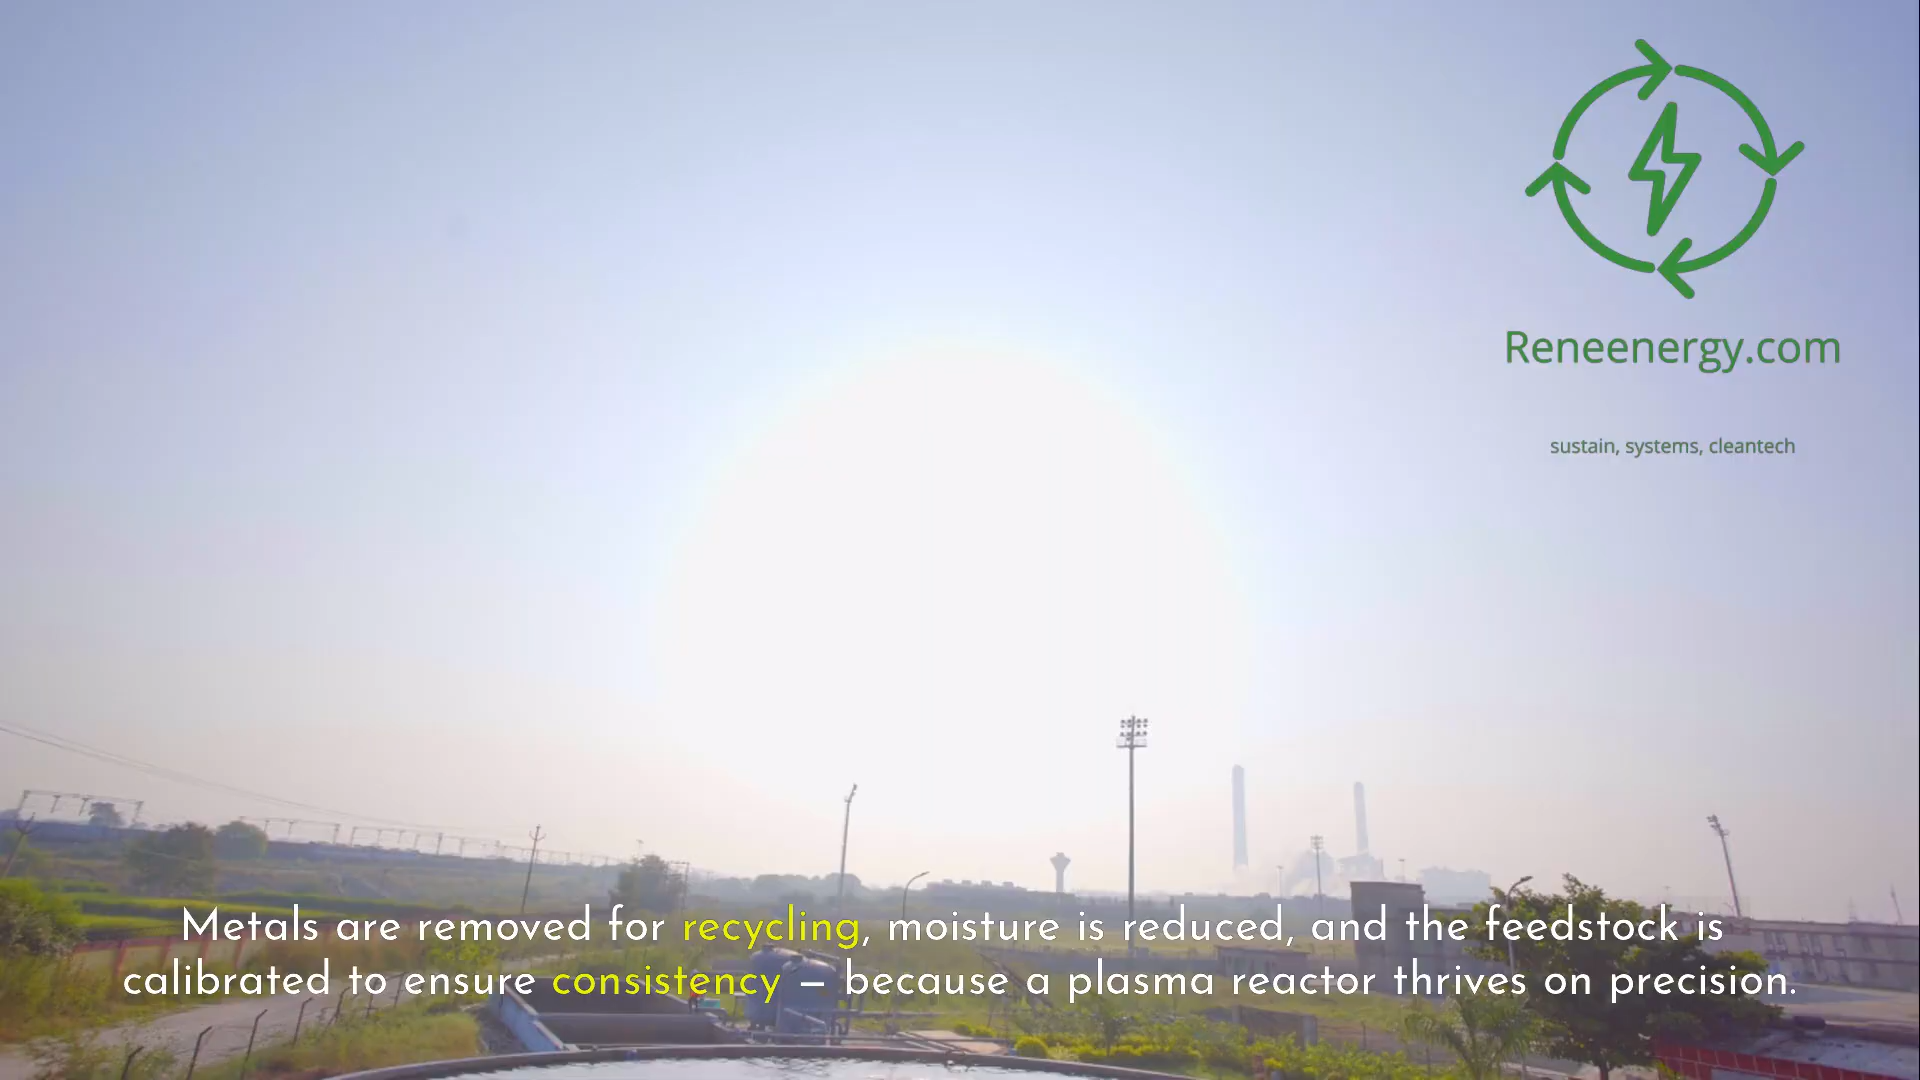 Reneenergy.com
sustain, systems, cleantech
Metals are removed for recycling, moisture is reduced, and the feedstock is
calibrated to ensure consistency – because a plasma reactor thrives on precision.